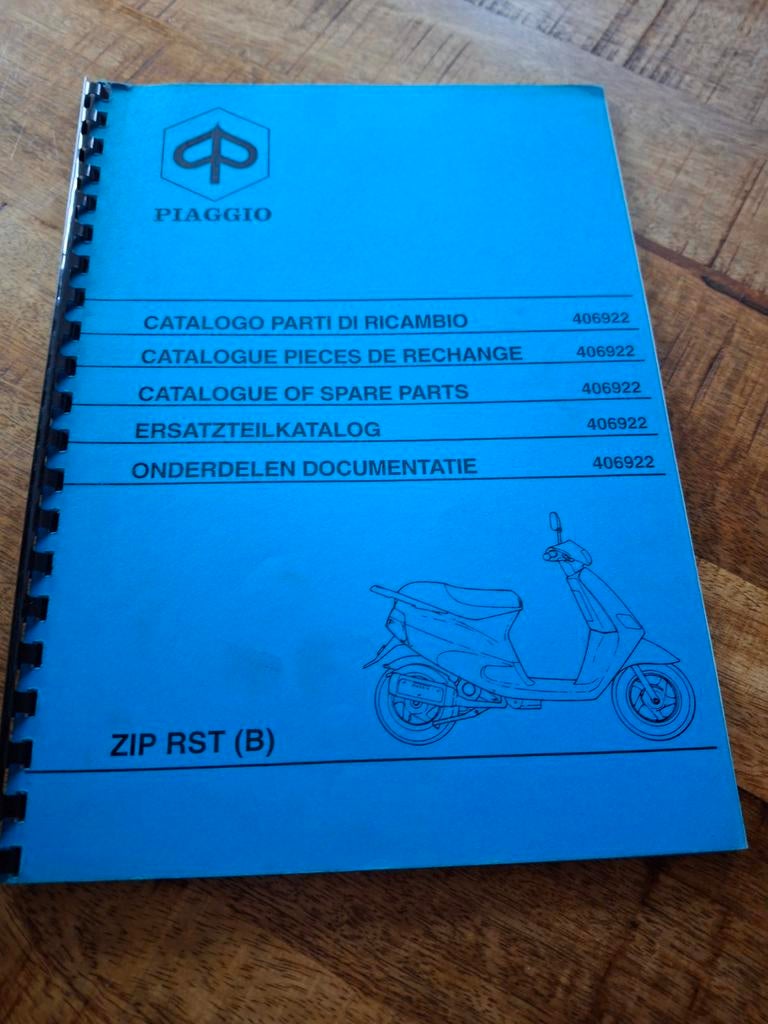 PIAGGIO
CATALOGO PARTI DI RICAMBIO 406922
CATALOGUE PIECES DE RECHANGE 406922
CATALOGUE OF SPARE PARTS 406922
ERSATZTEILKATALOG 406922
ONDERDELEN DOCUMENTATIE 406922
ZIP RST (B)